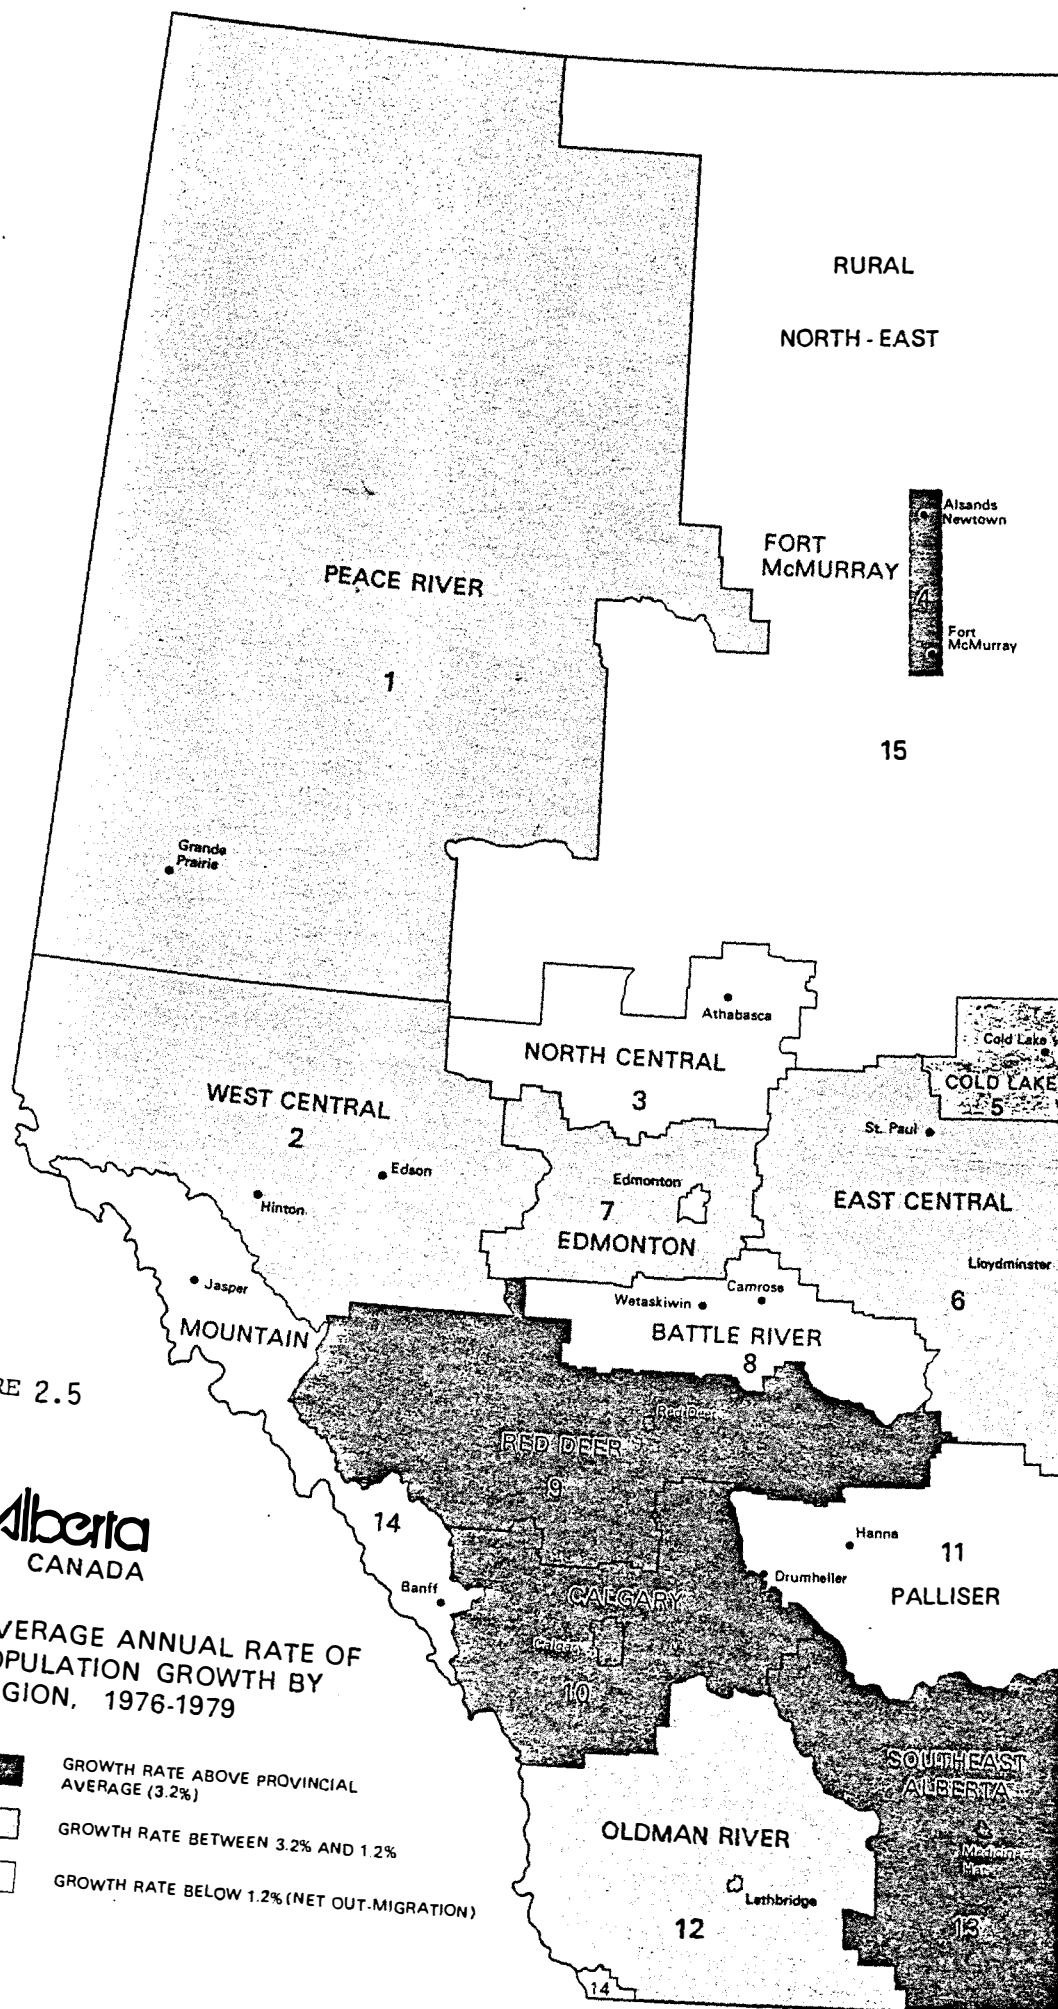 RURAL
NORTH - EAST
Alsands
Newtown
FORT
McMURRAY
4
Fort
McMurray
PEACE RIVER
1
15
Grande
Prairie
Athabasca
NORTH CENTRAL
3
Cold Lake
COLD LAKE
5
WEST CENTRAL
2
St. Paul
Edson
Hinton
Edmonton
7
EDMONTON
EAST CENTRAL
Lloydminster
6
Jasper
MOUNTAIN
Wetaskiwin
Camrose
BATTLE RIVER
8
RE 2.5
Red Deer
RED DEER
9
Alberta
CANADA
14
Hanna
11
Drumheller
PALLISER
Banff
CALGARY
Calgary
10
VERAGE ANNUAL RATE OF
OPULATION GROWTH BY
GION, 1976-1979
SOUTHEAST
ALBERTA
GROWTH RATE ABOVE PROVINCIAL
AVERAGE (3.2%)
GROWTH RATE BETWEEN 3.2% AND 1.2%
GROWTH RATE BELOW 1.2% (NET OUT-MIGRATION)
OLDMAN RIVER
Medicine
Hat
Lethbridge
12
13
14